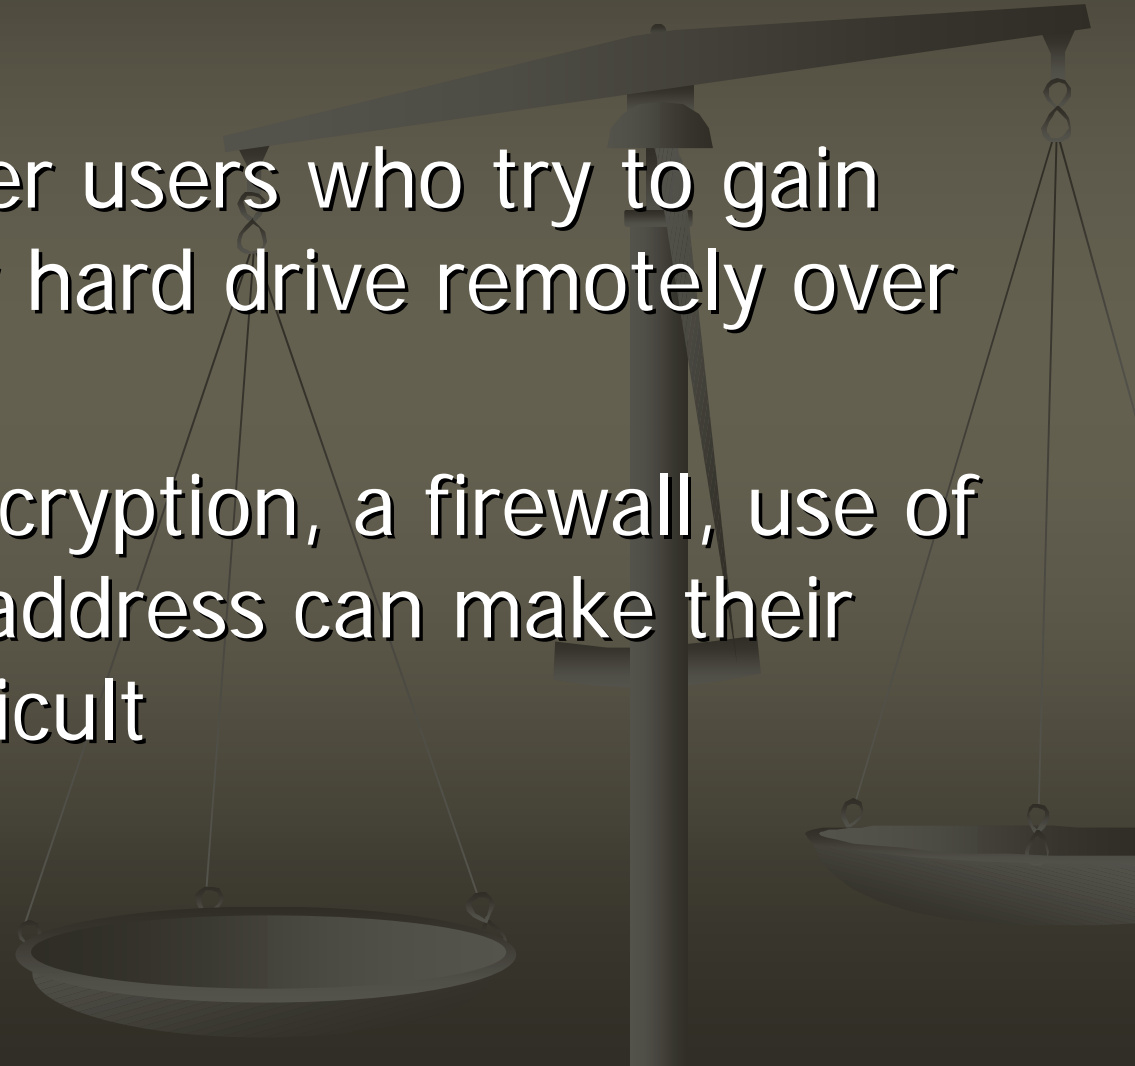 er users who try to gain
hard drive remotely over
cryption, a firewall, use of
address can make their
icult